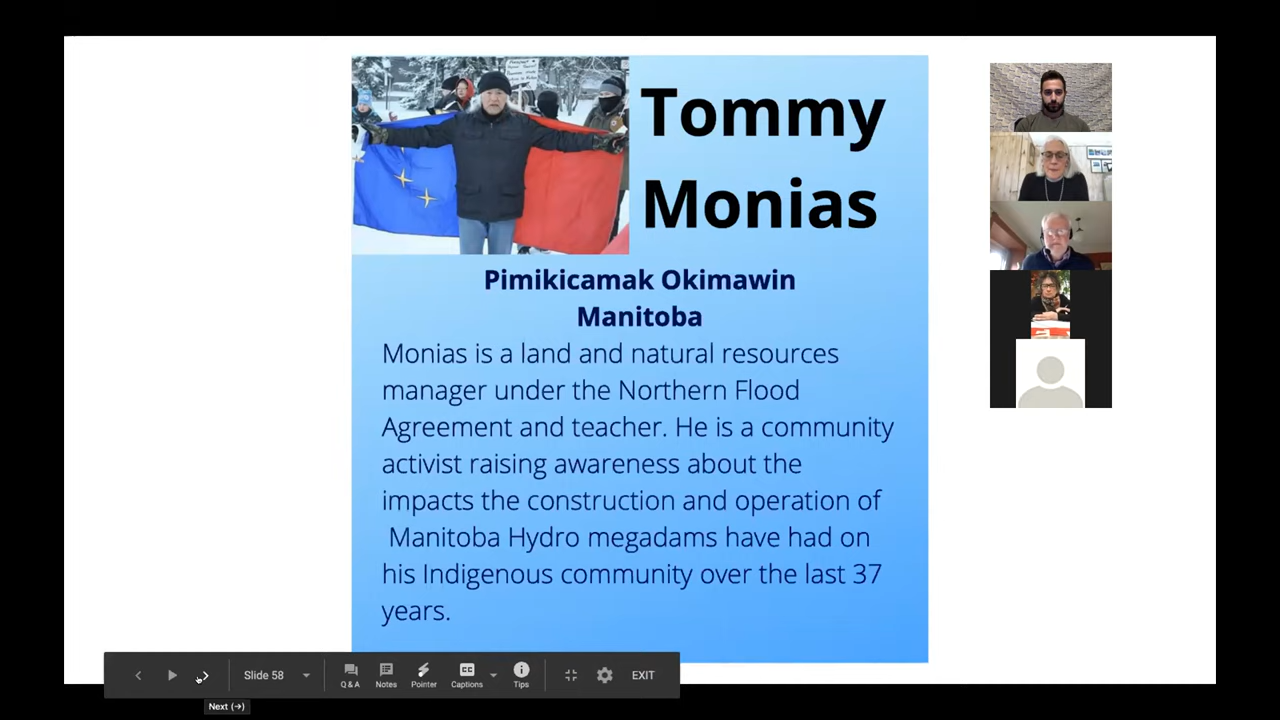 Tommy
Monias
Pimikicamak Okimawin
Manitoba
Monias is a land and natural resources
manager under the Northern Flood
Agreement and teacher. He is a community
activist raising awareness about the
impacts the construction and operation of
Manitoba Hydro megadams have had on
his Indigenous community over the last 37
years.
Slide 58
Q & A
Notes
Pointer
CC
Captions
Tips
EXIT
Next (→)